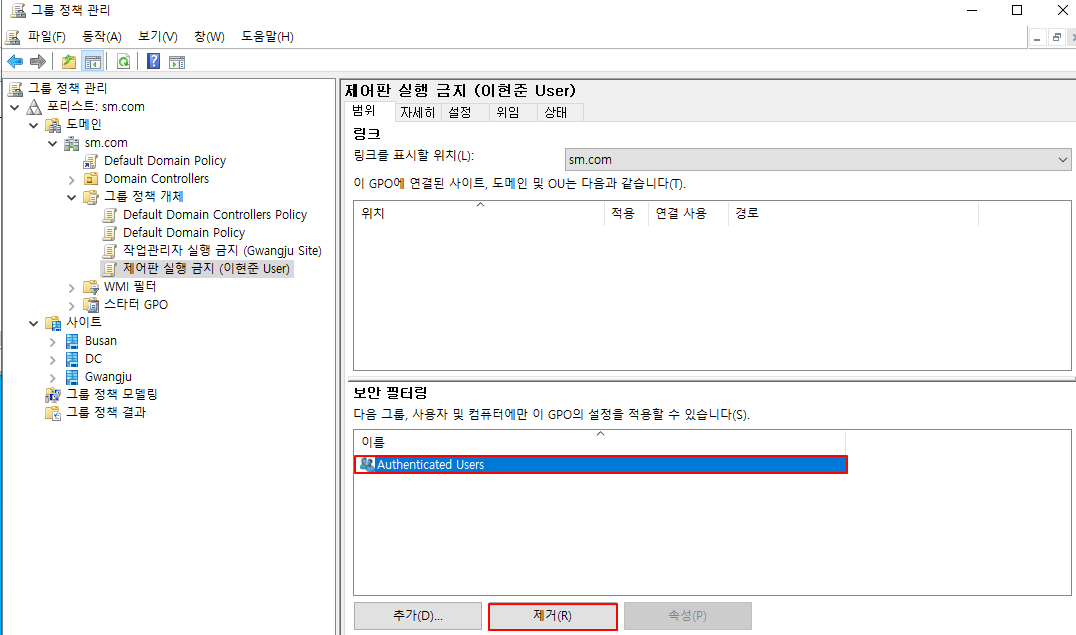 그룹 정책 관리
파일(F) 동작(A) 보기(V) 창(W) 도움말(H)
그룹 정책 관리
포리스트: sm.com
도메인
sm.com
Default Domain Policy
Domain Controllers
그룹 정책 개체
Default Domain Controllers Policy
Default Domain Policy
작업관리자 실행 금지 (Gwangju Site)
제어판 실행 금지 (이현준 User)
WMI 필터
스타터 GPO
사이트
Busan
DC
Gwangju
그룹 정책 모델링
그룹 정책 결과
제어판 실행 금지 (이현준 User)
범위 자세히 설정 위임 상태
링크
링크를 표시할 위치(L): sm.com
이 GPO에 연결된 사이트, 도메인 및 OU는 다음과 같습니다(T).
위치 적용 연결 사용 경로
보안 필터링
다음 그룹, 사용자 및 컴퓨터에만 이 GPO의 설정을 적용할 수 있습니다(S).
이름
Authenticated Users
추가(D)... 제거(R) 속성(P)